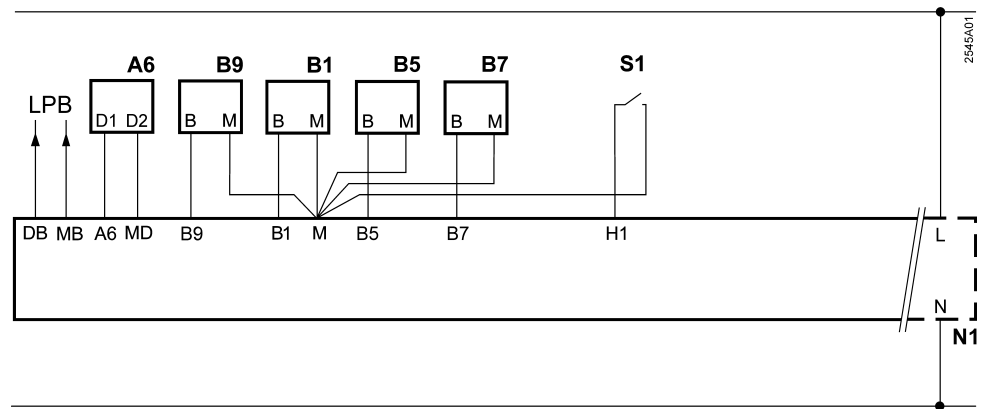 2545A01
A6 B9 B1 B5 B7 S1
LPB
D1 D2 B M B M B M B M
DB MB A6 MD B9 B1 M B5 B7 H1 L
N
N1